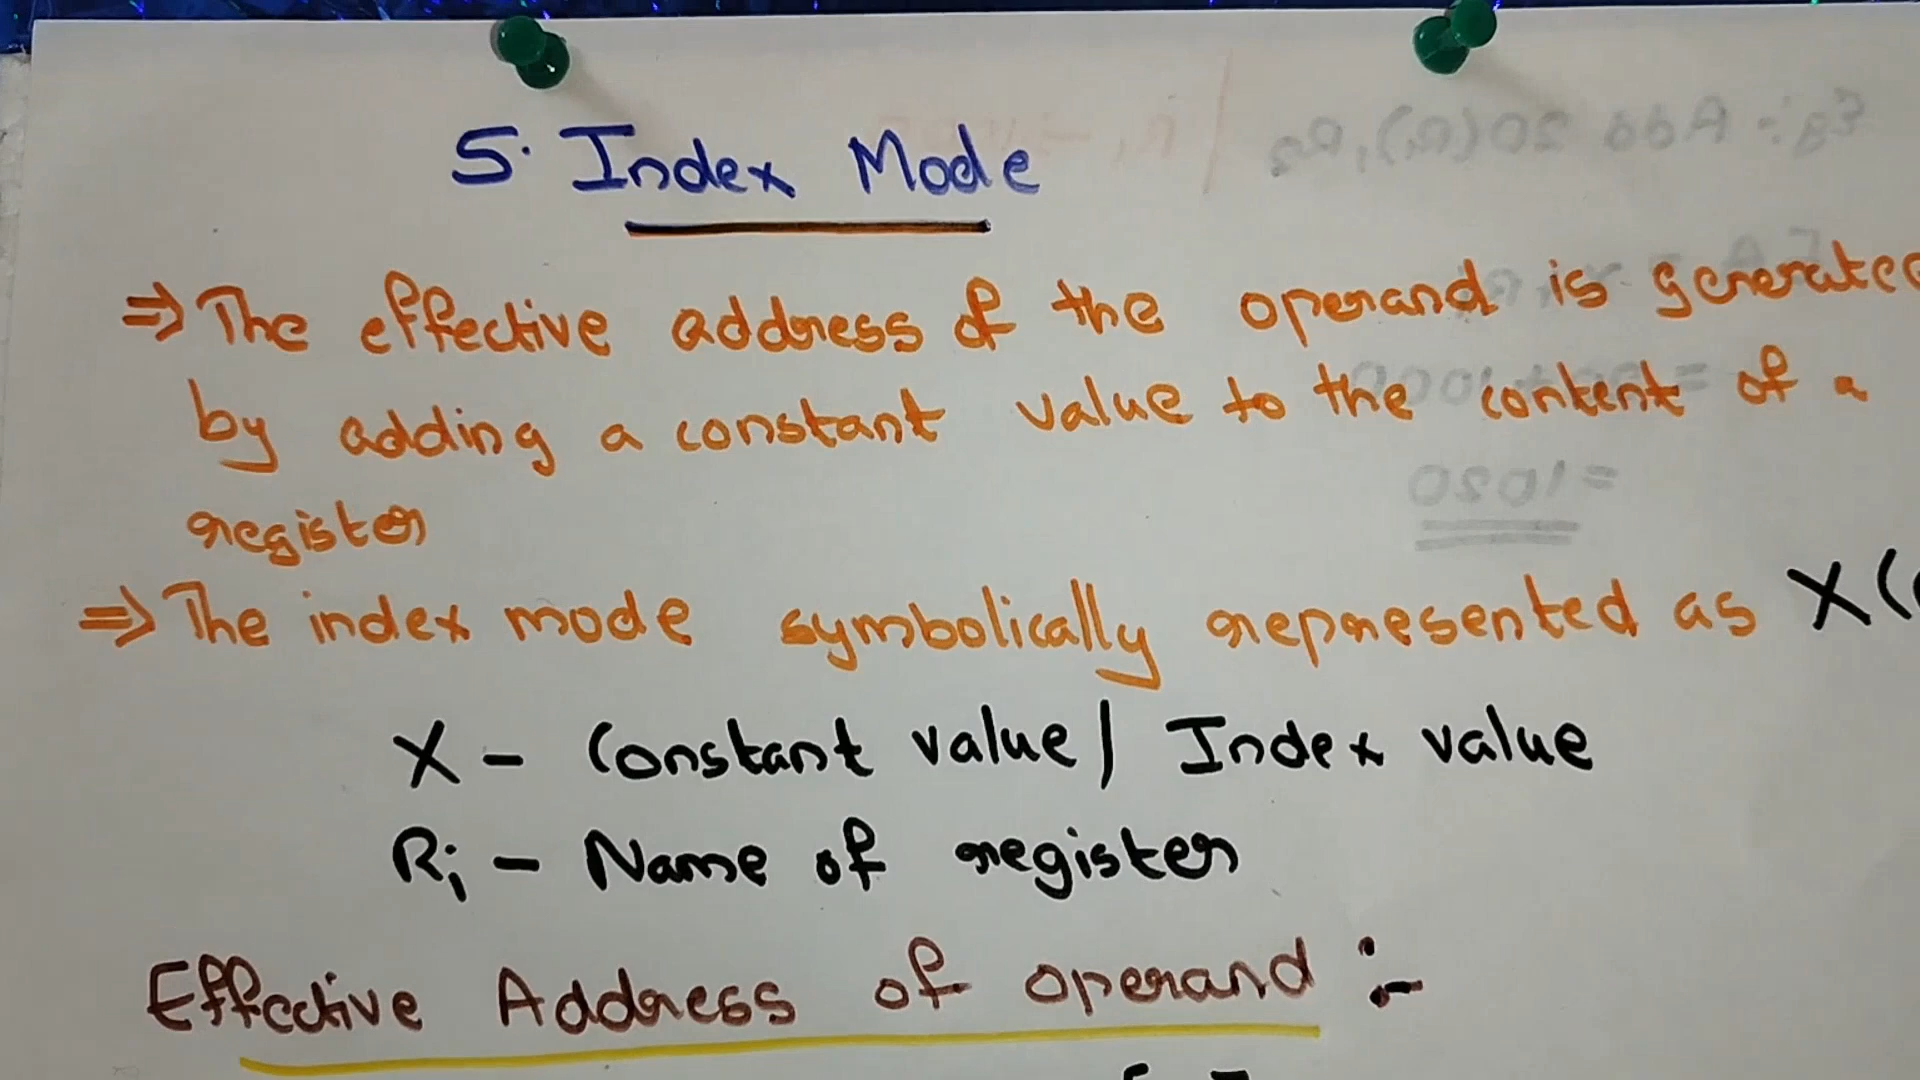 5. Index Mode
⇒ The effective address of the operand is generated
by adding a constant value to the content of a
register
⇒ The index mode symbolically represented as X(
X - Constant value / Index value
Ri - Name of register
Effective Address of operand :-